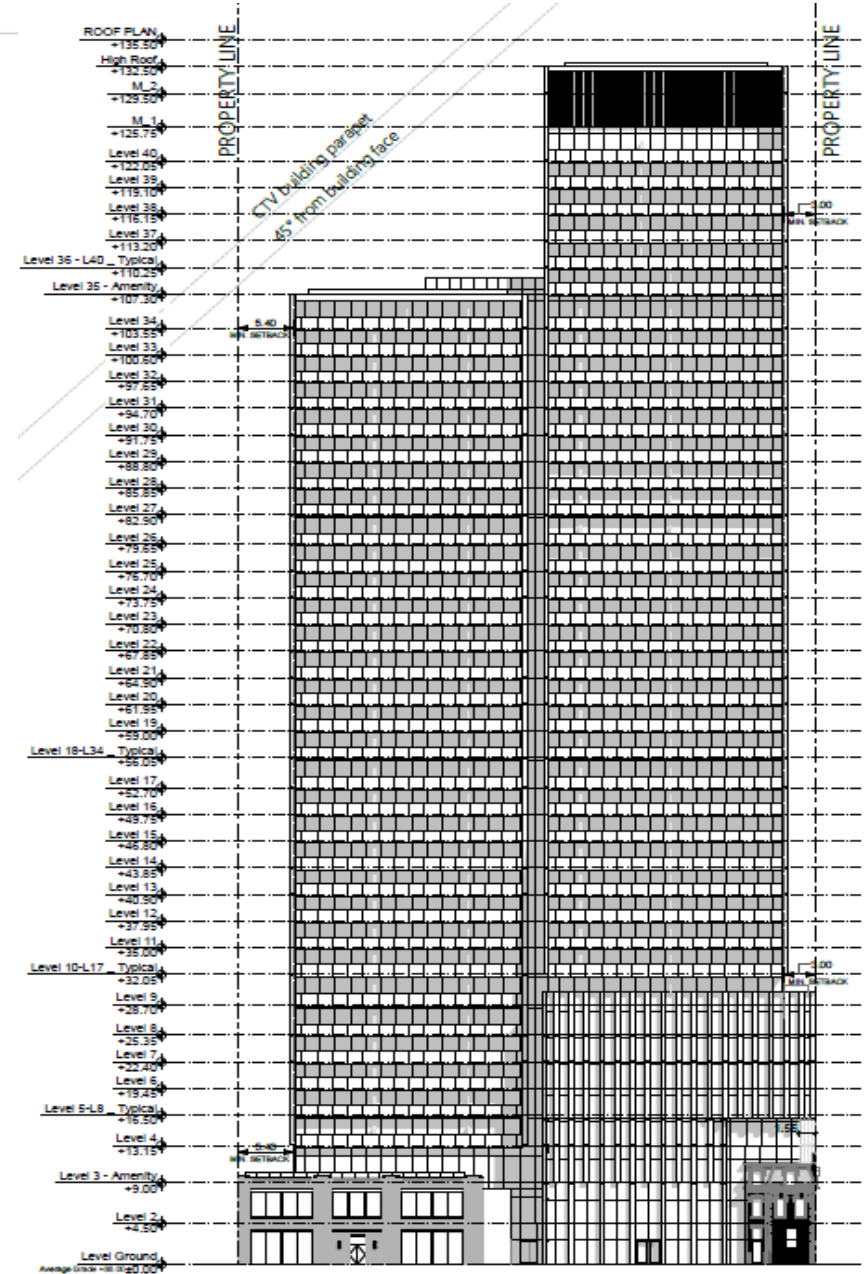 ROOF PLAN
+135.50
High Roof
+132.50
M_2
+129.50
M_1
+125.75
Level 40
+122.05
Level 39
+119.10
Level 38
+116.15
Level 37
+113.20
Level 36 - L40 _ Typical
+110.25
Level 35 - Amenity
+107.30
Level 34
+103.55
Level 33
+100.60
Level 32
+97.65
Level 31
+94.70
Level 30
+91.75
Level 29
+88.80
Level 28
+85.85
Level 27
+82.90
Level 26
+79.65
Level 25
+76.70
Level 24
+73.75
Level 23
+70.80
Level 22
+67.85
Level 21
+64.90
Level 20
+61.95
Level 19
+59.00
Level 18-L34 _ Typical
+56.05
Level 17
+52.70
Level 16
+49.75
Level 15
+46.80
Level 14
+43.85
Level 13
+40.90
Level 12
+37.95
Level 11
+35.00
Level 10-L17 _ Typical
+32.05
Level 9
+28.70
Level 8
+25.35
Level 7
+22.40
Level 6
+19.45
Level 5-L8 _ Typical
+16.50
Level 4
+13.15
Level 3 - Amenity
+9.00
Level 2
+4.50
Level Ground
Average Grade ±0.00
PROPERTY LINE
CTV building parapet
45° from building face
PROPERTY LINE
3.00
MIN. SETBACK
5.40
MIN. SETBACK
3.00
MIN. SETBACK
1.55
5.40
MIN. SETBACK